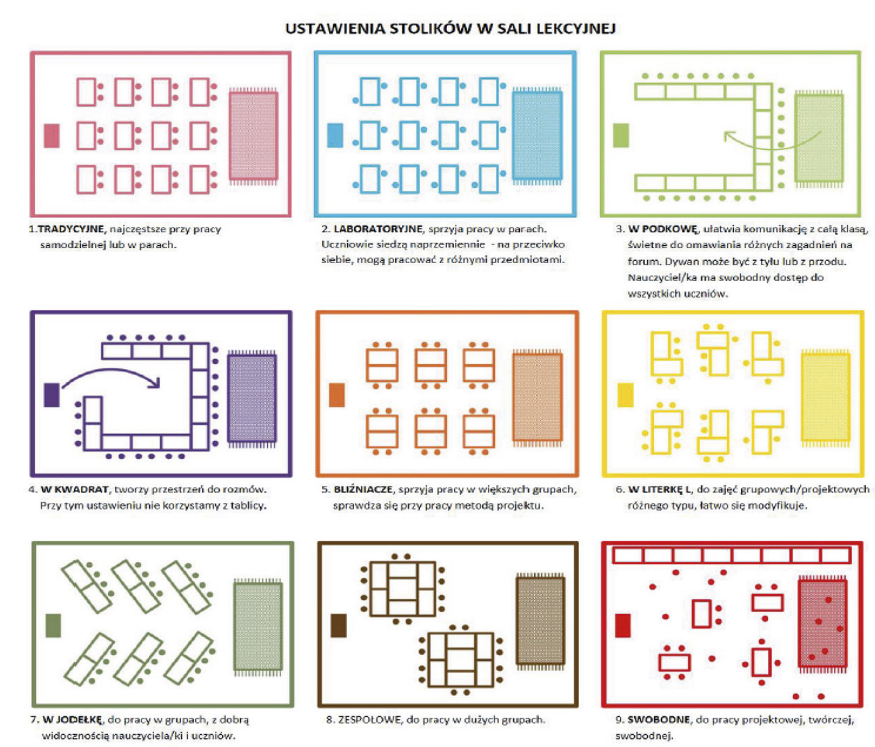 USTAWIENIA STOLIKÓW W SALI LEKCYJNEJ
1.TRADYCYJNE, najczęstsze przy pracy
samodzielnej lub w parach.
2. LABORATORYJNE, sprzyja pracy w parach.
Uczniowie siedzą naprzemiennie - na przeciwko
siebie, mogą pracować z różnymi przedmiotami.
3. W PODKOWĘ, ułatwia komunikację z całą klasą,
świetne do omawiania różnych zagadnień na
forum. Dywan może być z tyłu lub z przodu.
Nauczyciel/ka ma swobodny dostęp do
wszystkich uczniów.
4. W KWADRAT, tworzy przestrzeń do rozmów.
Przy tym ustawieniu nie korzystamy z tablicy.
5. BLIŹNIACZE, sprzyja pracy w większych grupach,
sprawdza się przy pracy metodą projektu.
6. W LITERKĘ L, do zajęć grupowych/projektowych
różnego typu, łatwo się modyfikuje.
7. W JODEŁKĘ, do pracy w grupach, z dobrą
widocznością nauczyciela/ki i uczniów.
8. ZESPOŁOWE, do pracy w dużych grupach.
9. SWOBODNE, do pracy projektowej, twórczej,
swobodnej.